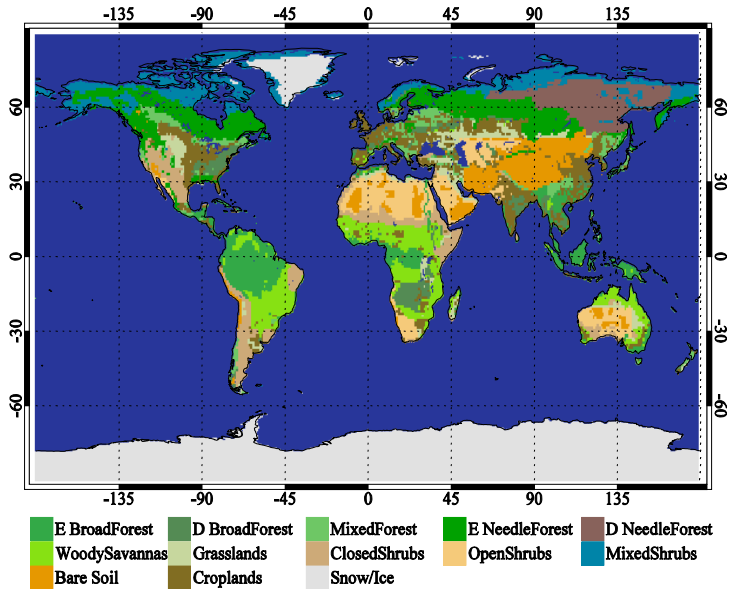 -135 -90 -45 0 45 90 135
60 60
30 30
0 0
-30 -30
-60 -60
-135 -90 -45 0 45 90 135
E BroadForest D BroadForest MixedForest E NeedleForest D NeedleForest
WoodySavannas Grasslands ClosedShrubs OpenShrubs MixedShrubs
Bare Soil Croplands Snow/Ice